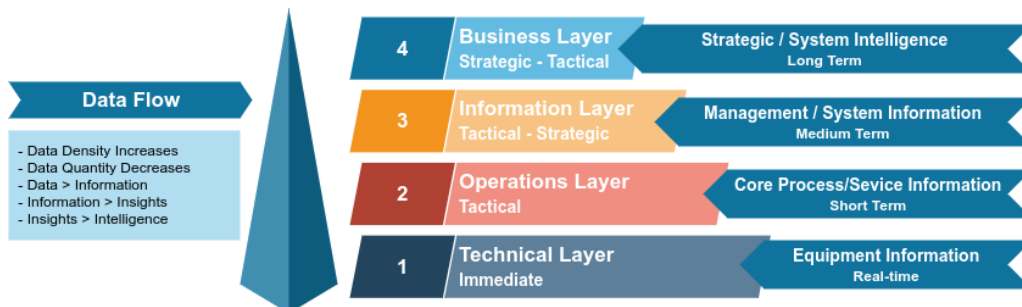 Data Flow
- Data Density Increases
- Data Quantity Decreases
- Data > Information
- Information > Insights
- Insights > Intelligence
4
Business Layer
Strategic - Tactical
Strategic / System Intelligence
Long Term
3
Information Layer
Tactical - Strategic
Management / System Information
Medium Term
2
Operations Layer
Tactical
Core Process/Sevice Information
Short Term
1
Technical Layer
Immediate
Equipment Information
Real-time